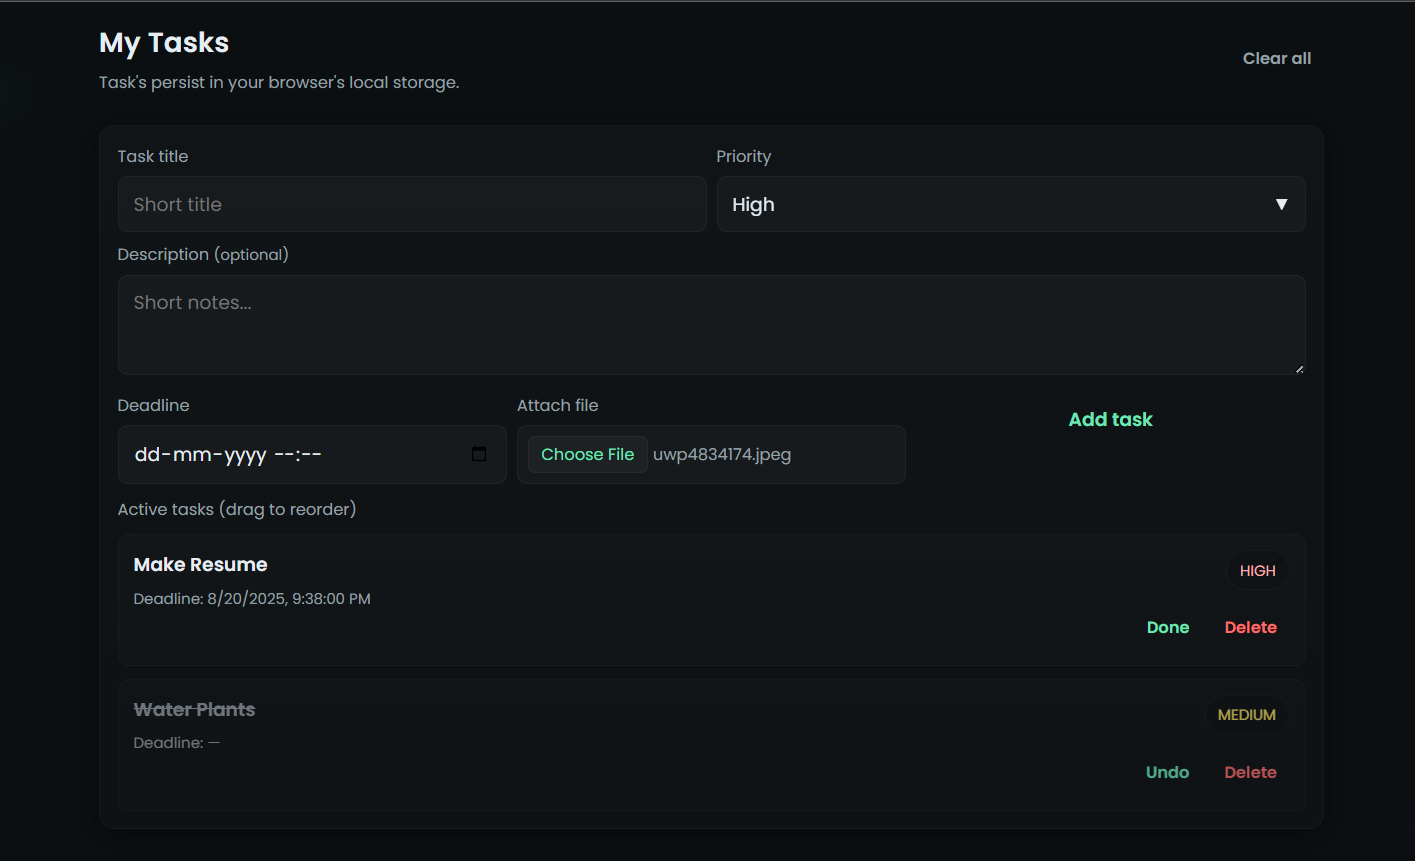 My Tasks
Clear all
Task's persist in your browser's local storage.
Task title
Priority
Short title
High
Description (optional)
Short notes...
Deadline
Attach file
Add task
dd-mm-yyyy --:--
Choose File uwp4834174.jpeg
Active tasks (drag to reorder)
Make Resume
HIGH
Deadline: 8/20/2025, 9:38:00 PM
Done
Delete
Water Plants
MEDIUM
Deadline: —
Undo
Delete